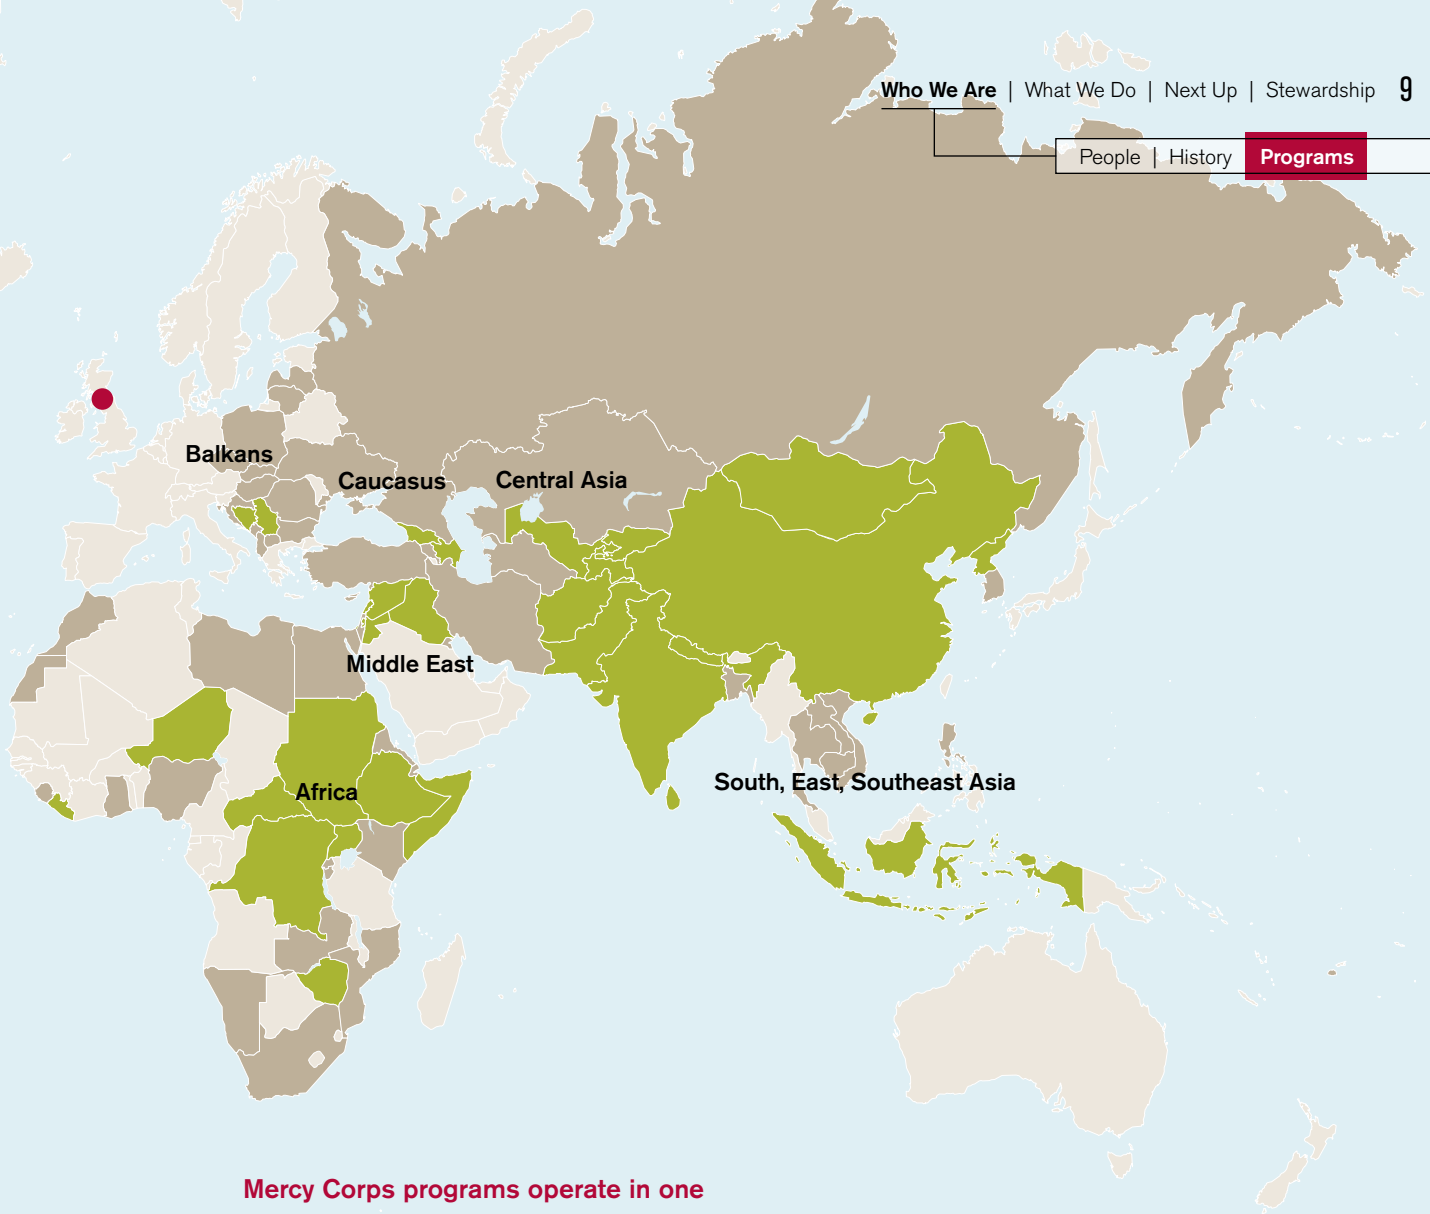 Who We Are | What We Do | Next Up | Stewardship 9
People | History Programs
Balkans
Caucasus
Central Asia
Middle East
Africa
South, East, Southeast Asia
Mercy Corps programs operate in one